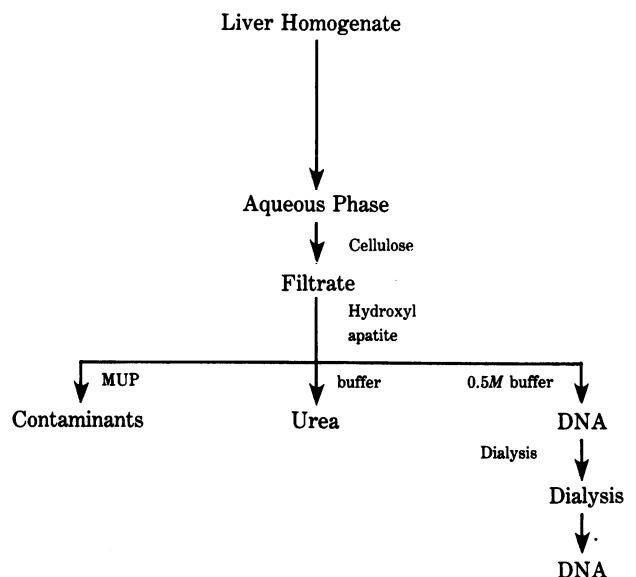 Liver Homogenate
Aqueous Phase
Cellulose
Filtrate
Hydroxyl
apatite
MUP
buffer
0.5M buffer
Contaminants
Urea
DNA
Dialysis
Dialysis
DNA